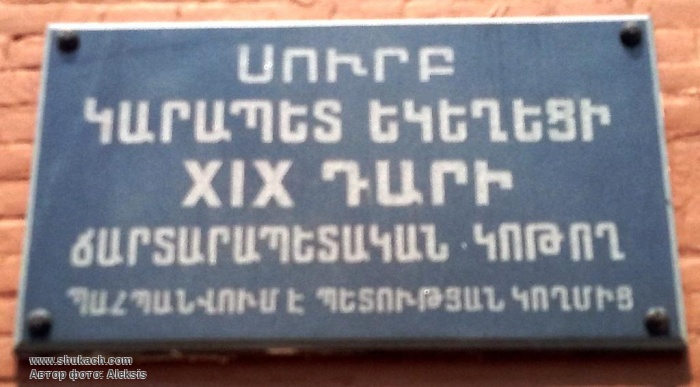 ՍՈՒՐԲ
ԿԱՐԱՊԵՏ ԵԿԵՂԵՑԻ
XIX ԴԱՐԻ
ՃԱՐՏԱՐԱՊԵՏԱԿԱՆ ԿՈԹՈՂ
ՊԱՀՊԱՆՎՈՒՄ Է ՊԵՏՈՒԹՅԱՆ ԿՈՂՄԻՑ
www.shukach.com
Автор фото: Aleksis